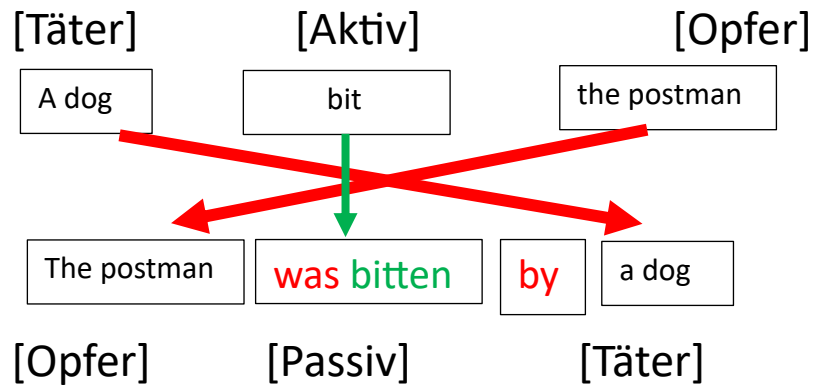 [Täter] [Aktiv] [Opfer]
A dog bit the postman
The postman was bitten by a dog
[Opfer] [Passiv] [Täter]